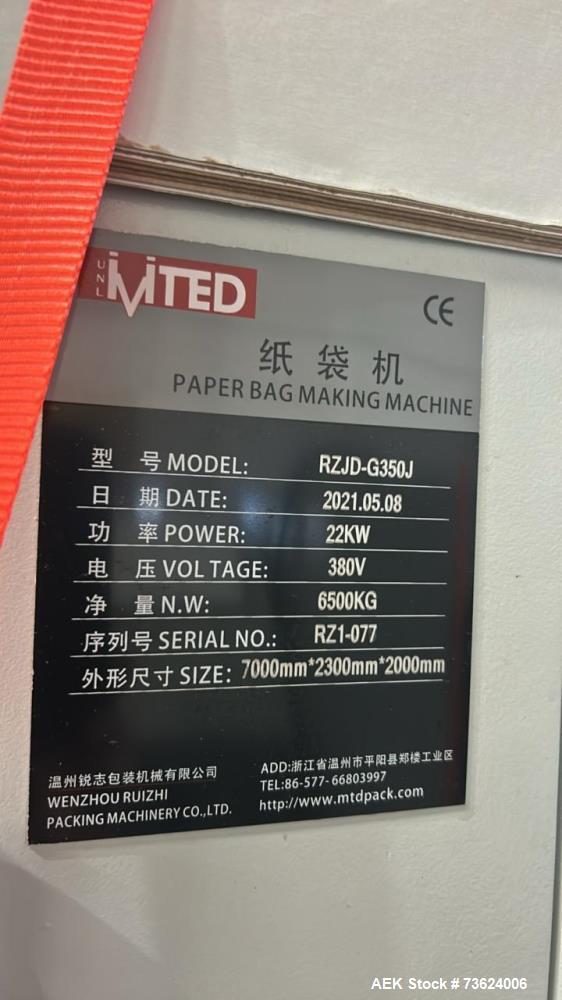 UNL iMTED
CE
纸袋机
PAPER BAG MAKING MACHINE
型 号 MODEL: RZJD-G350J
日 期 DATE: 2021.05.08
功 率 POWER: 22KW
电 压 VOL TAGE: 380V
净 量 N.W: 6500KG
序列号 SERIAL NO.: RZ1-077
外形尺寸 SIZE: 7000mm*2300mm*2000mm
温州锐志包装机械有限公司
WENZHOU RUIZHI
PACKING MACHINERY CO.,LTD.
ADD:浙江省温州市平阳县郑楼工业区
TEL:86-577-66803997
http://www.mtdpack.com
AEK Stock # 73624006